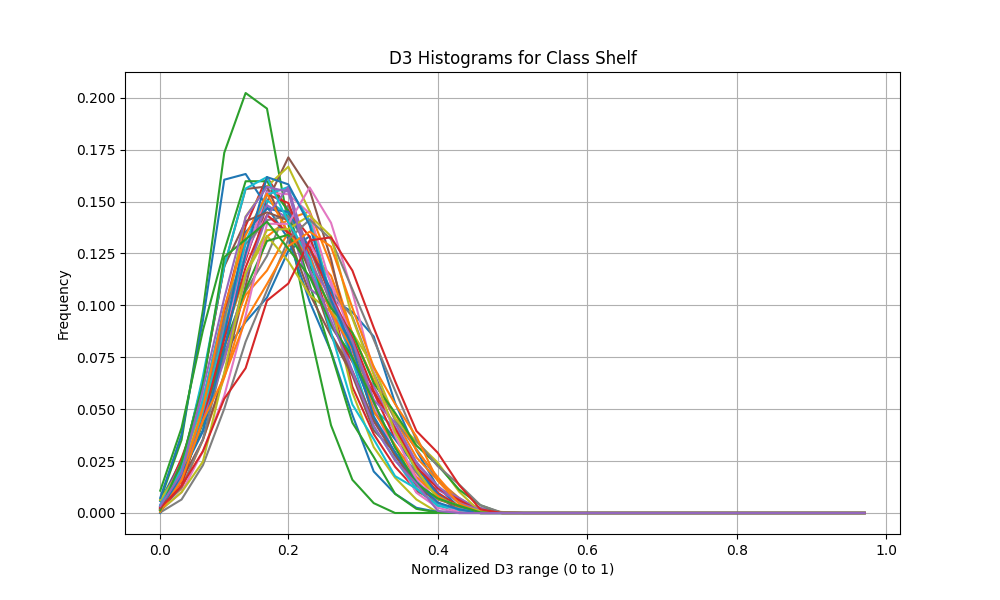 D3 Histograms for Class Shelf
0.200
0.175
0.150
0.125
0.100
0.075
0.050
0.025
0.000
Frequency
0.0 0.2 0.4 0.6 0.8 1.0
Normalized D3 range (0 to 1)